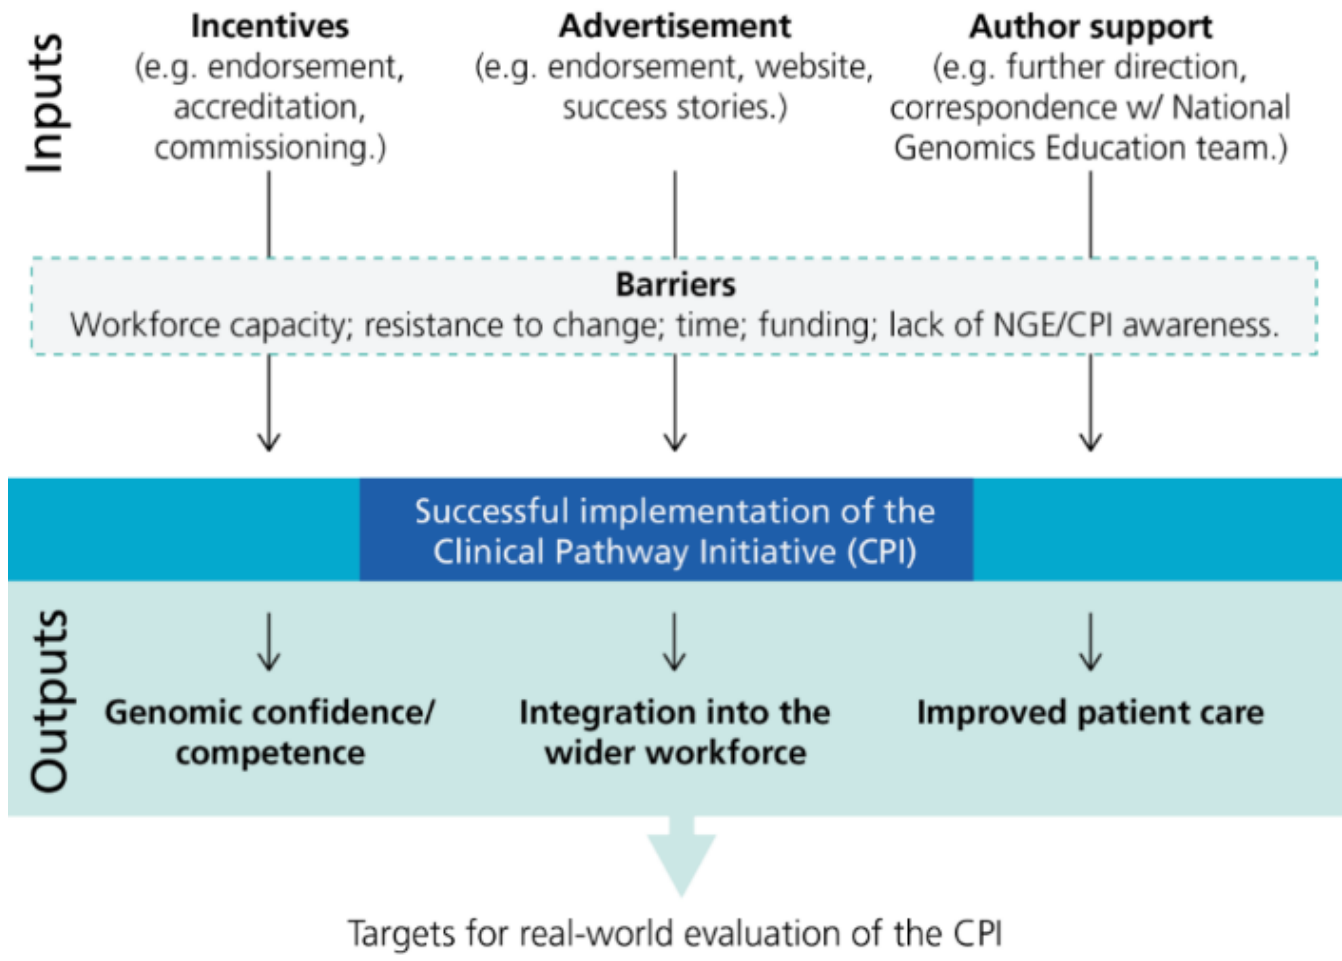 Inputs
Incentives
(e.g. endorsement,
accreditation,
commissioning.)
Advertisement
(e.g. endorsement, website,
success stories.)
Author support
(e.g. further direction,
correspondence w/ National
Genomics Education team.)
Barriers
Workforce capacity; resistance to change; time; funding; lack of NGE/CPI awareness.
Successful implementation of the
Clinical Pathway Initiative (CPI)
Outputs
Genomic confidence/
competence
Integration into the
wider workforce
Improved patient care
Targets for real-world evaluation of the CPI